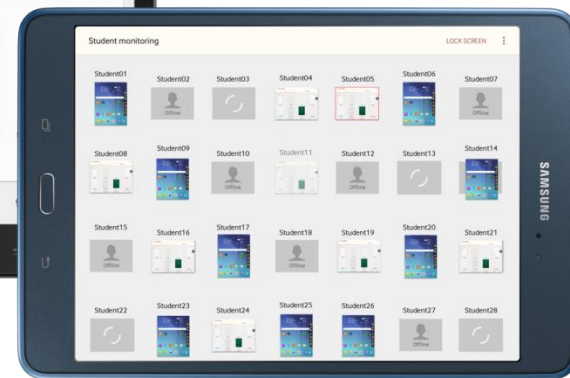 Student monitoring
LOCK SCREEN
Student01 Student02 Student03 Student04 Student05 Student06 Student07
Offline
Offline
Student08 Student09 Student10 Student11 Student12 Student13 Student14
Offline
Offline
Student15 Student16 Student17 Student18 Student19 Student20 Student21
Offline
Offline
Student22 Student23 Student24 Student25 Student26 Student27 Student28
Offline
SAMSUNG